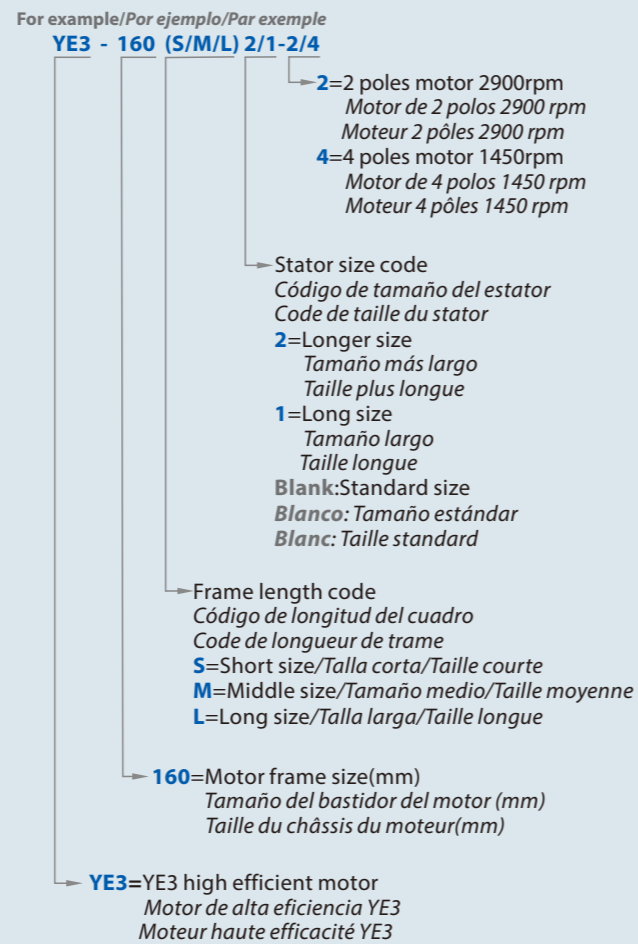 For example/Por ejemplo/Par exemple
YE3 - 160 (S/M/L) 2/1-2/4
2=2 poles motor 2900rpm
Motor de 2 polos 2900 rpm
Moteur 2 pôles 2900 rpm
4=4 poles motor 1450rpm
Motor de 4 polos 1450 rpm
Moteur 4 pôles 1450 rpm
Stator size code
Código de tamaño del estator
Code de taille du stator
2=Longer size
Tamaño más largo
Taille plus longue
1=Long size
Tamaño largo
Taille longue
Blank:Standard size
Blanco: Tamaño estándar
Blanc: Taille standard
Frame length code
Código de longitud del cuadro
Code de longueur de trame
S=Short size/Talla corta/Taille courte
M=Middle size/Tamaño medio/Taille moyenne
L=Long size/Talla larga/Taille longue
160=Motor frame size(mm)
Tamaño del bastidor del motor (mm)
Taille du châssis du moteur(mm)
YE3=YE3 high efficient motor
Motor de alta eficiencia YE3
Moteur haute efficacité YE3